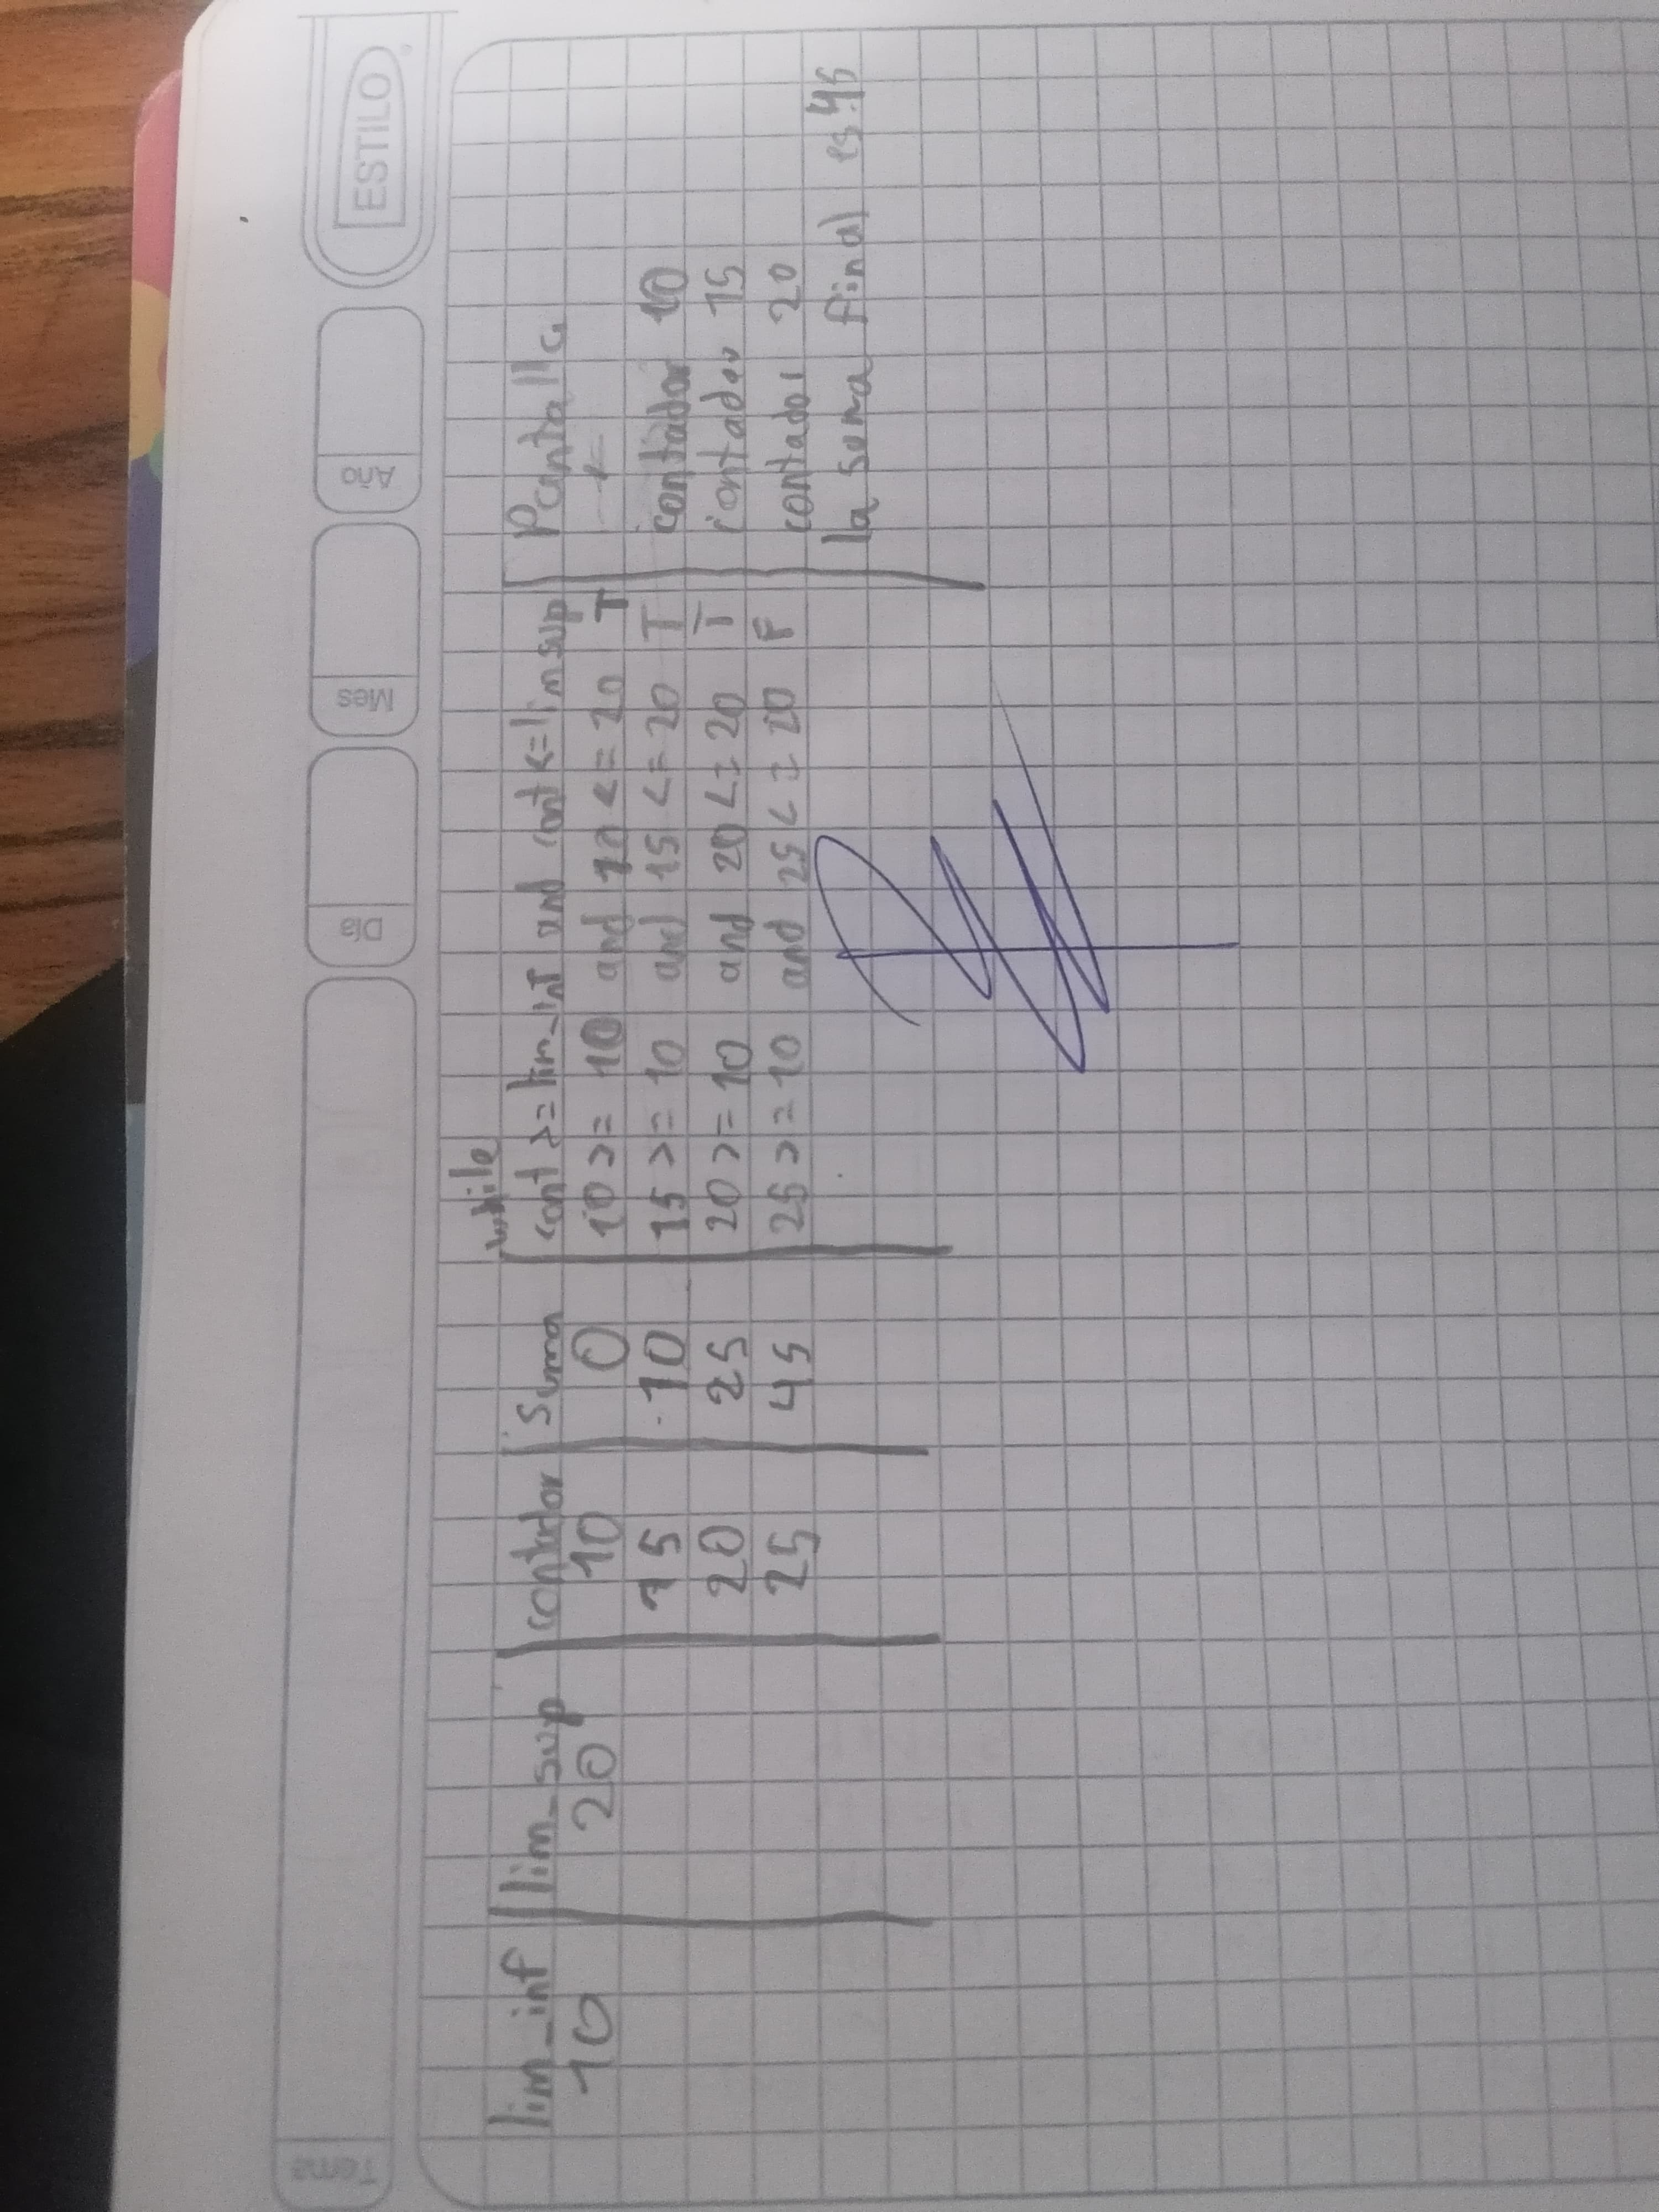 ESTILO
Tema Día Mes Año
while
lim_inf lim_sup contador Suma cont >= lim_inf and cont <= limsup Pantalla
10 20 10 0 10 >= 10 and 10 <= 20 T
15 10 15 >= 10 and 15 <= 20 T contador 10
20 25 20 >= 10 and 20 <= 20 T contador 15
25 45 25 >= 10 and 25 <= 20 F contador 20
la suma final es 45